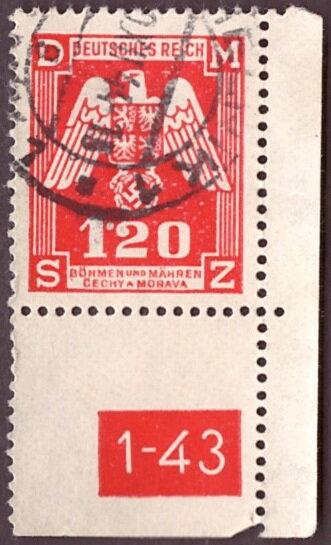 D DEUTSCHES REICH M
1·20
S BÖHMEN UND MÄHREN Z
ČECHY A MORAVA
1-43